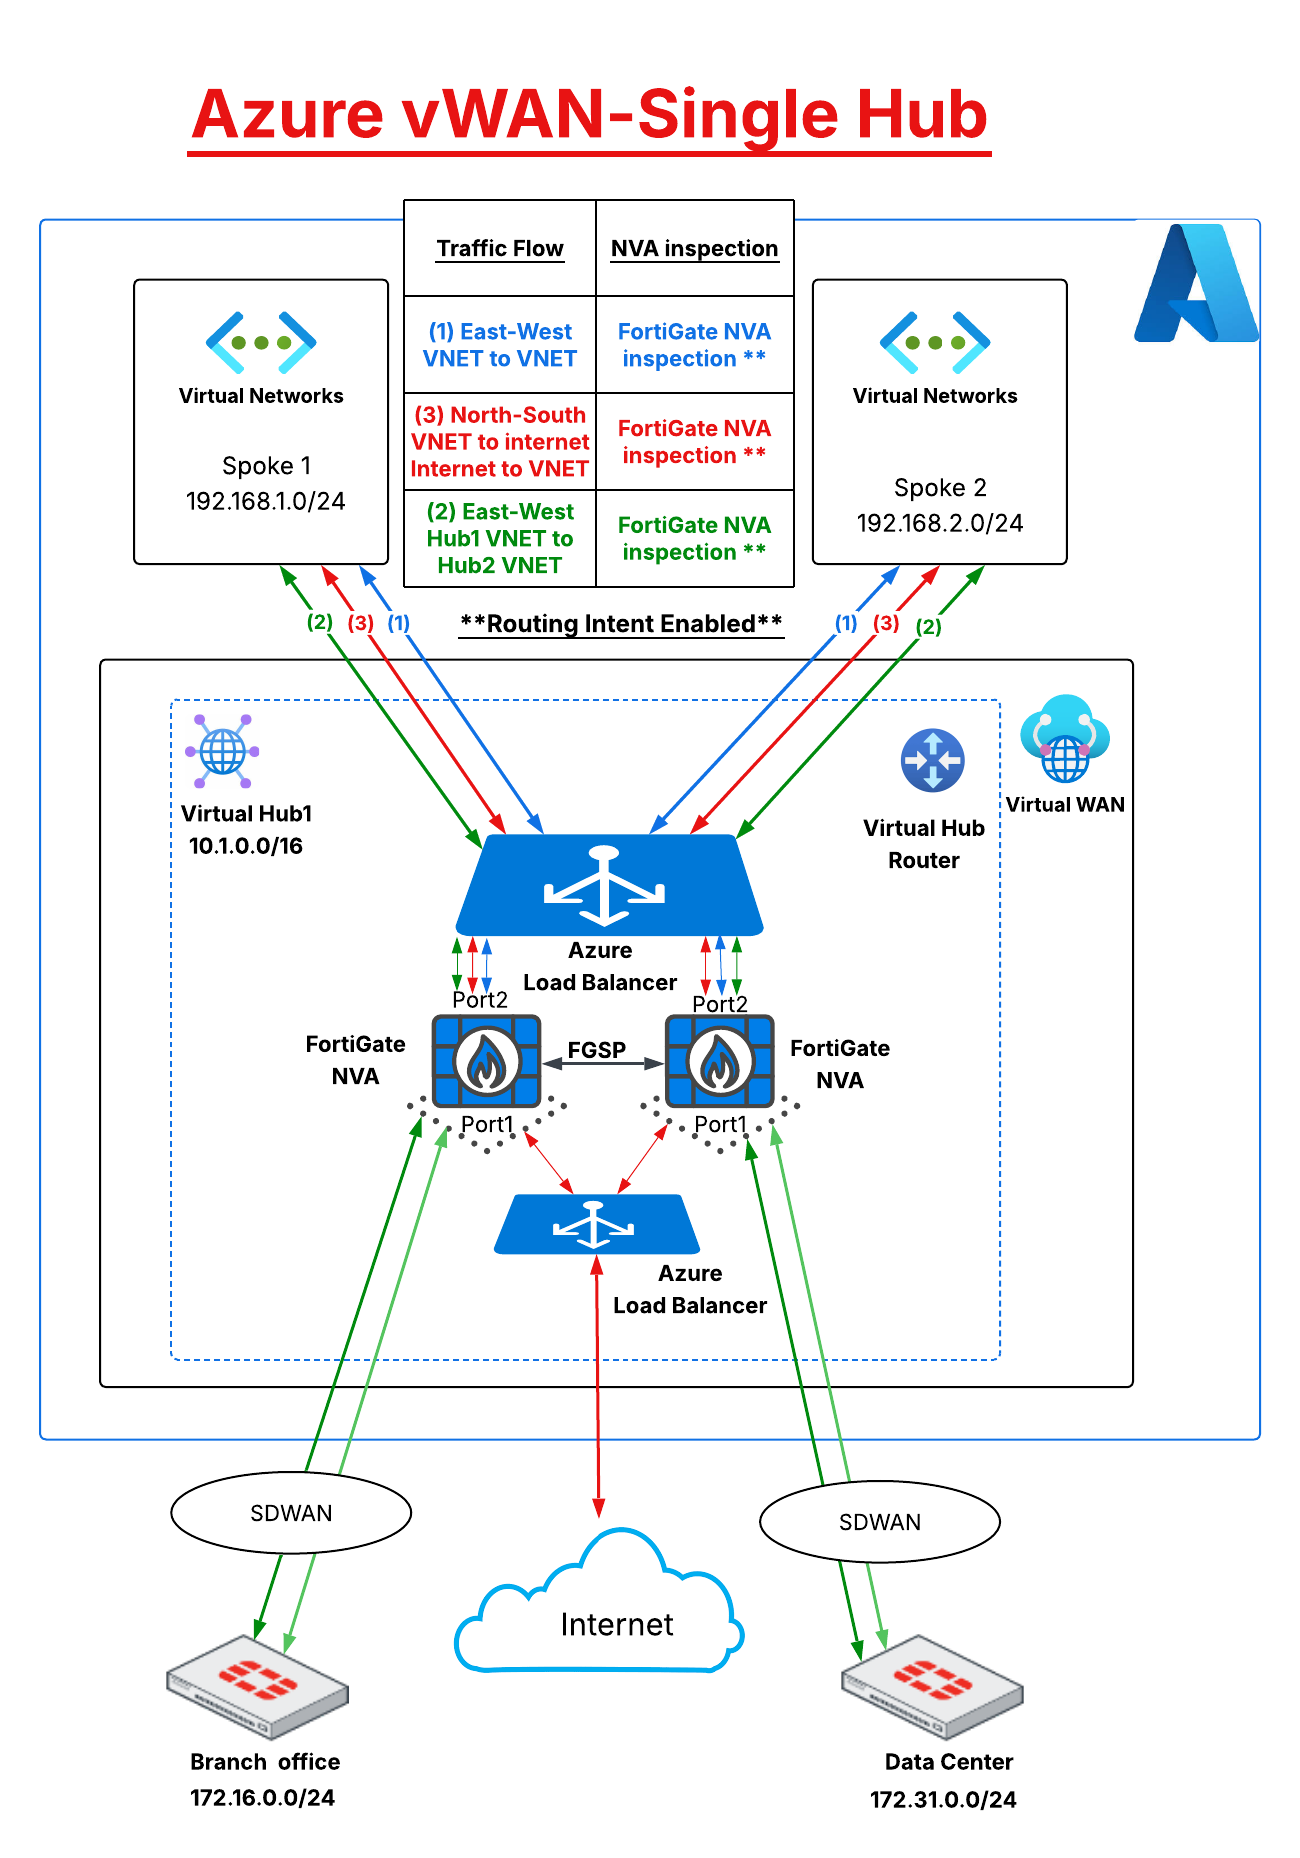 Azure vWAN-Single Hub
Traffic Flow
NVA inspection
(1) East-West
VNET to VNET
FortiGate NVA
inspection **
(3) North-South
VNET to internet
Internet to VNET
FortiGate NVA
inspection **
(2) East-West
Hub1 VNET to
Hub2 VNET
FortiGate NVA
inspection **
Virtual Networks
Spoke 1
192.168.1.0/24
Virtual Networks
Spoke 2
192.168.2.0/24
(2)
(3)
(1)
**Routing Intent Enabled**
(1)
(3)
(2)
Virtual Hub1
10.1.0.0/16
Virtual Hub
Router
Virtual WAN
Azure
Load Balancer
Port2
Port2
FortiGate
NVA
FGSP
FortiGate
NVA
Port1
Port1
Azure
Load Balancer
SDWAN
SDWAN
Internet
Branch office
172.16.0.0/24
Data Center
172.31.0.0/24